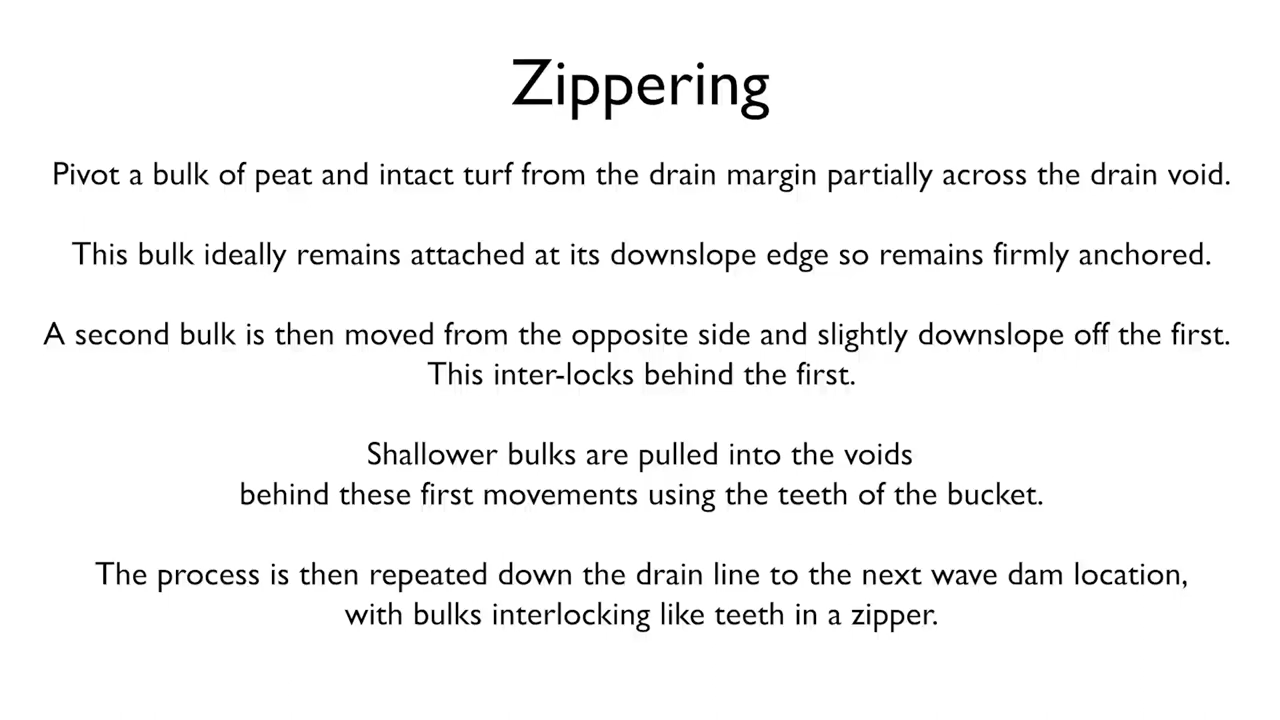 Zippering
Pivot a bulk of peat and intact turf from the drain margin partially across the drain void.
This bulk ideally remains attached at its downslope edge so remains firmly anchored.
A second bulk is then moved from the opposite side and slightly downslope off the first.
This inter-locks behind the first.
Shallower bulks are pulled into the voids
behind these first movements using the teeth of the bucket.
The process is then repeated down the drain line to the next wave dam location,
with bulks interlocking like teeth in a zipper.